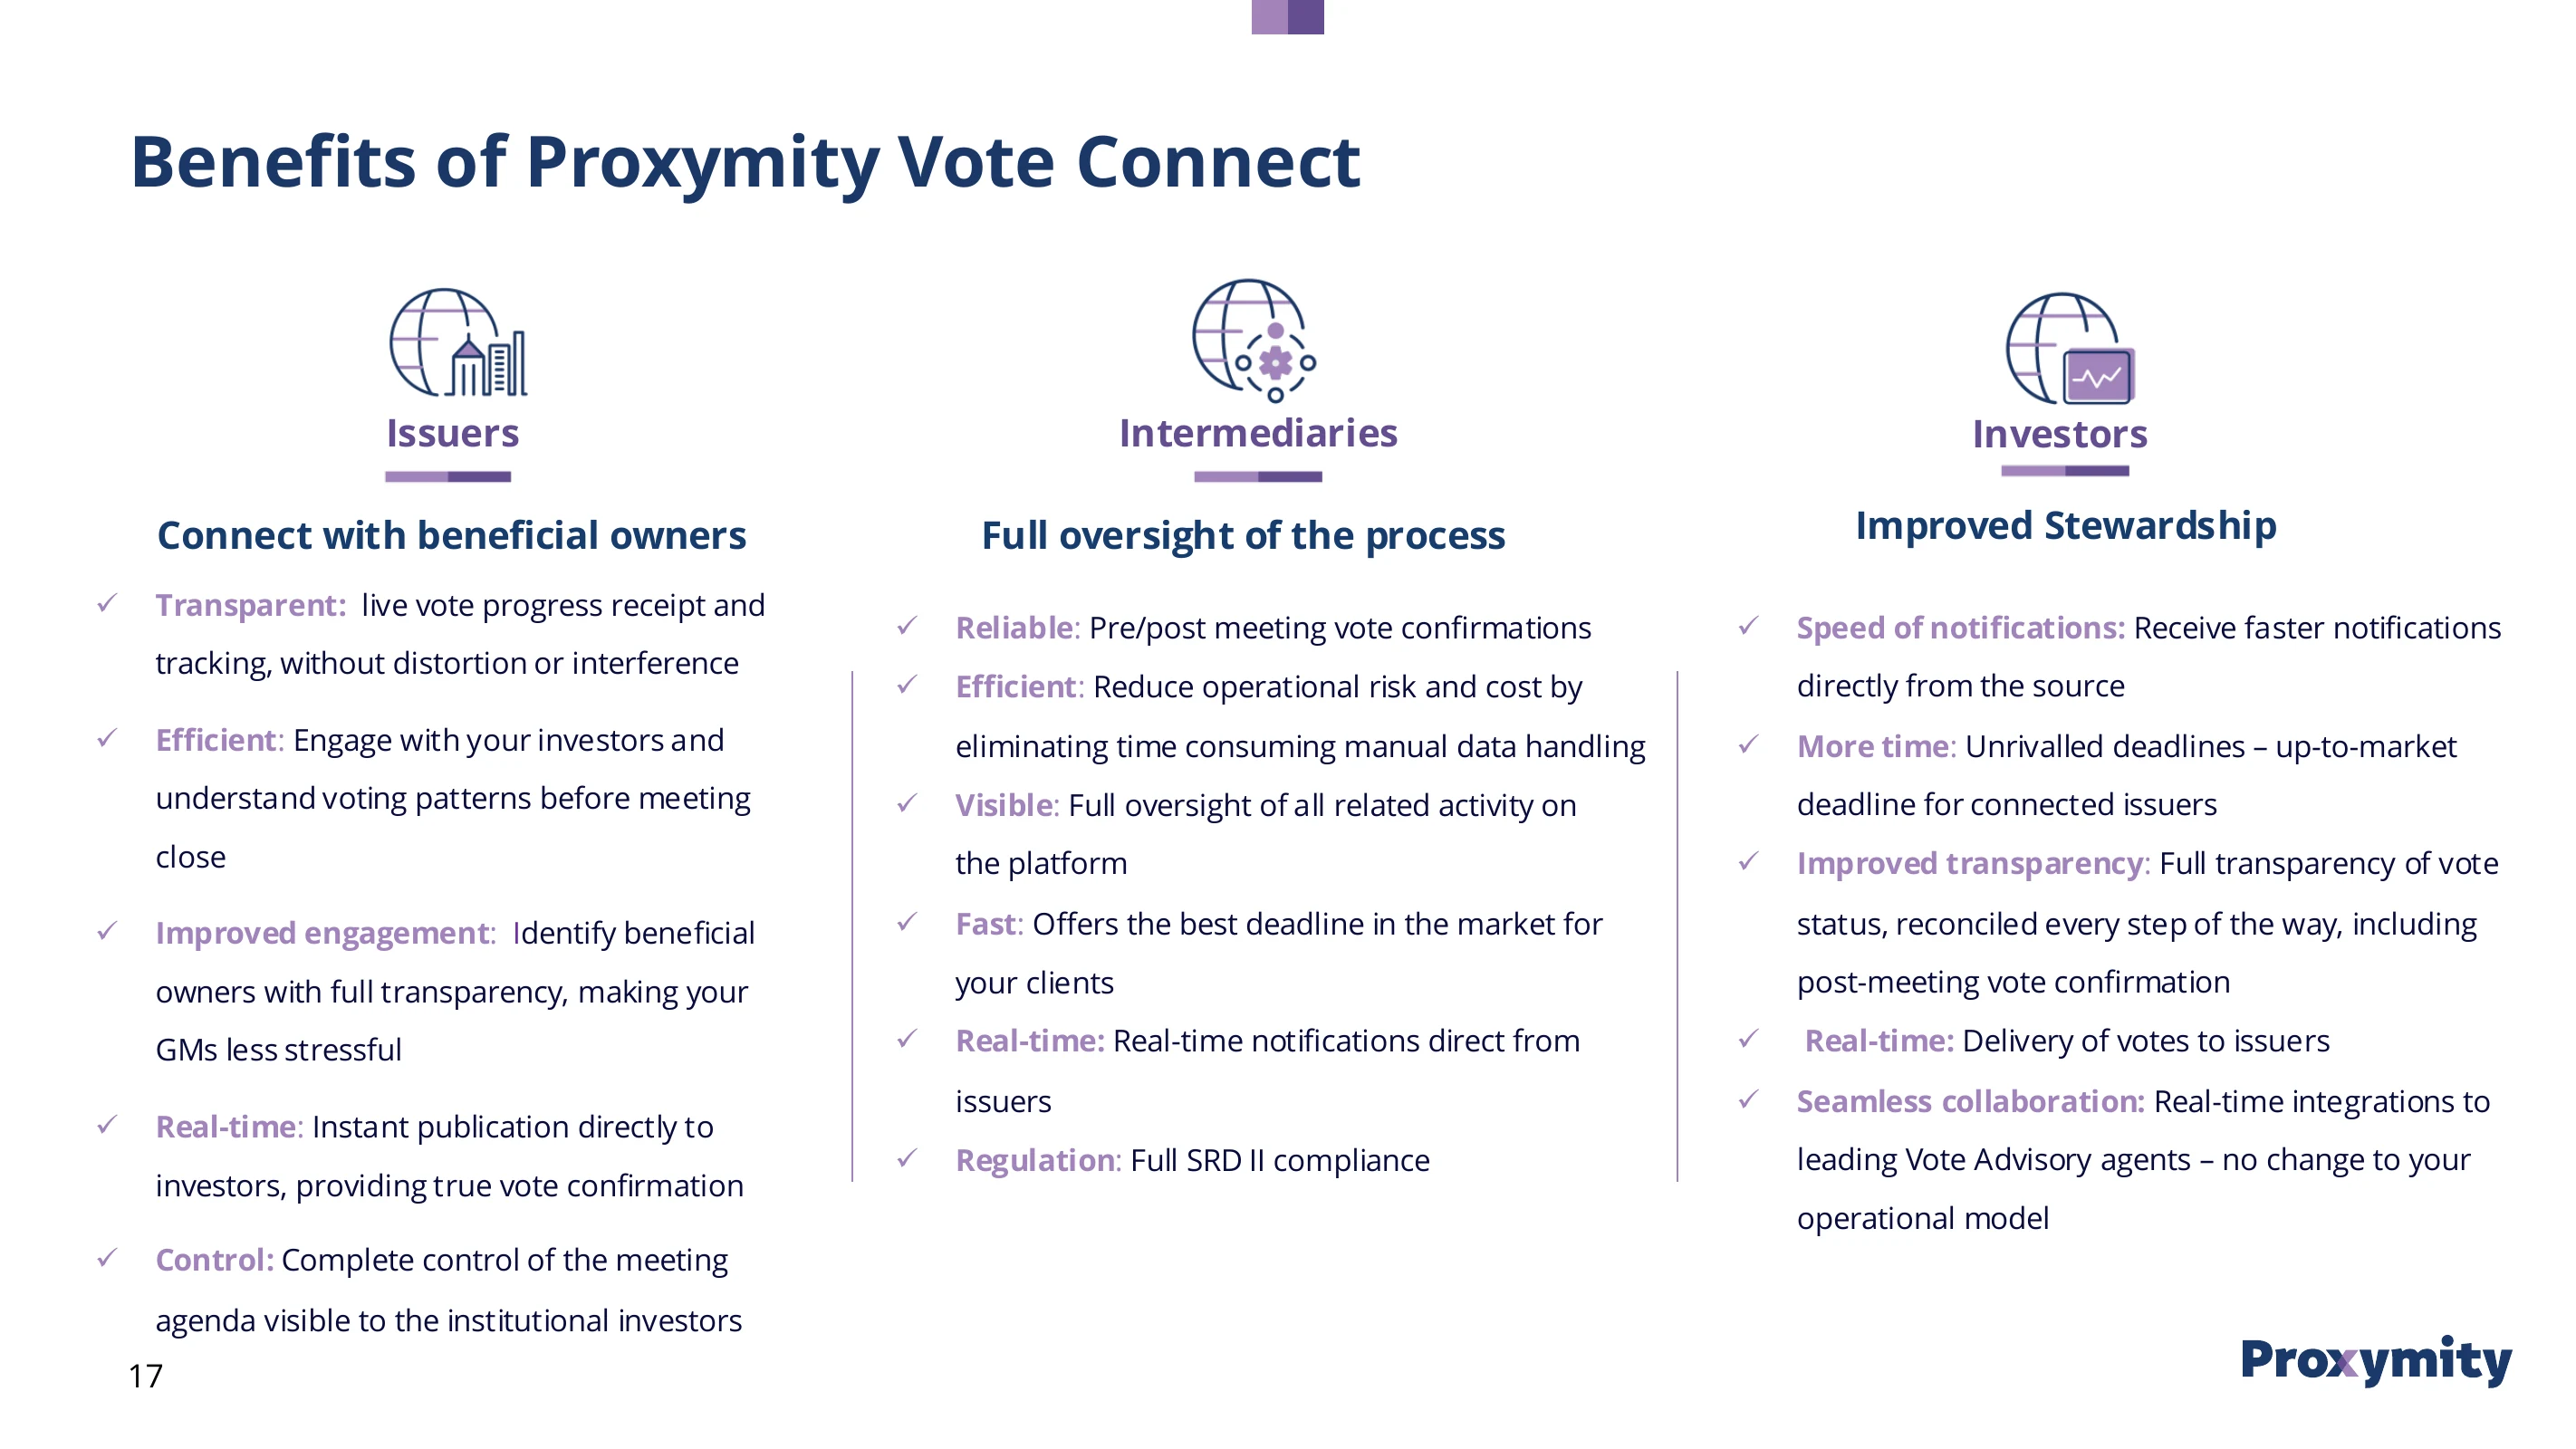 Benefits of Proxymity Vote Connect
Issuers
Connect with beneficial owners
Transparent: live vote progress receipt and
tracking, without distortion or interference
Efficient: Engage with your investors and
understand voting patterns before meeting
close
Improved engagement: Identify beneficial
owners with full transparency, making your
GMs less stressful
Real-time: Instant publication directly to
investors, providing true vote confirmation
Control: Complete control of the meeting
agenda visible to the institutional investors
Intermediaries
Full oversight of the process
Reliable: Pre/post meeting vote confirmations
Efficient: Reduce operational risk and cost by
eliminating time consuming manual data handling
Visible: Full oversight of all related activity on
the platform
Fast: Offers the best deadline in the market for
your clients
Real-time: Real-time notifications direct from
issuers
Regulation: Full SRD II compliance
Investors
Improved Stewardship
Speed of notifications: Receive faster notifications
directly from the source
More time: Unrivalled deadlines – up-to-market
deadline for connected issuers
Improved transparency: Full transparency of vote
status, reconciled every step of the way, including
post-meeting vote confirmation
Real-time: Delivery of votes to issuers
Seamless collaboration: Real-time integrations to
leading Vote Advisory agents – no change to your
operational model
17
Proxymity